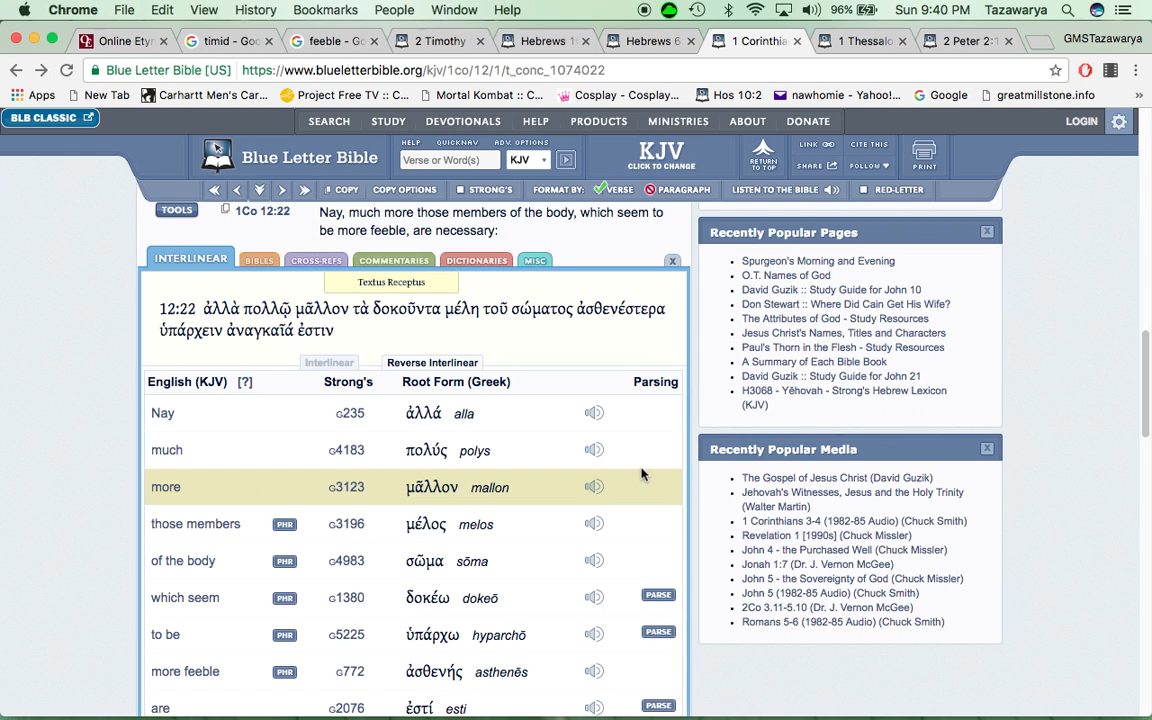 Chrome File Edit View History Bookmarks People Window Help 96% Sun 9:40 PM Tazawarya
Online Ety timid - Goo feeble - Go 2 Timothy Hebrews 1 Hebrews 6 1 Corinthia 1 Thessalo 2 Peter 2:1 GMSTazawarya
Blue Letter Bible [US] https://www.blueletterbible.org/kjv/1co/12/1/t_conc_1074022
Apps New Tab Carhartt Men's Car... Project Free TV :: C... Mortal Kombat :: C... Cosplay - Cosplay... Hos 10:2 nawhomie - Yahoo!... Google greatmillstone.info »
BLB CLASSIC
SEARCH STUDY DEVOTIONALS HELP PRODUCTS MINISTRIES ABOUT DONATE LOGIN
Blue Letter Bible
HELP QUICKNAV ADV. OPTIONS
Verse or Word(s) KJV
KJV
CLICK TO CHANGE
RETURN
TO TOP
LINK CITE THIS
SHARE FOLLOW
PRINT
COPY COPY OPTIONS STRONG'S FORMAT BY: VERSE PARAGRAPH LISTEN TO THE BIBLE RED-LETTER
TOOLS 1Co 12:22 Nay, much more those members of the body, which seem to
be more feeble, are necessary:
INTERLINEAR BIBLES CROSS-REFS COMMENTARIES DICTIONARIES MISC X
Textus Receptus
12:22 ἀλλὰ πολλῷ μᾶλλον τὰ δοκοῦντα μέλη τοῦ σώματος ἀσθενέστερα
ὑπάρχειν ἀναγκαῖά ἐστιν
Interlinear Reverse Interlinear
English (KJV) [?] Strong's Root Form (Greek) Parsing
Nay G235 ἀλλά alla
much G4183 πολύς polys
more G3123 μᾶλλον mallon
those members PHR G3196 μέλος melos
of the body PHR G4983 σῶμα sōma
which seem PHR G1380 δοκέω dokeō PARSE
to be PHR G5225 ὑπάρχω hyparchō PARSE
more feeble PHR G772 ἀσθενής asthenēs
are G2076 ἐστί esti PARSE
Recently Popular Pages X
Spurgeon's Morning and Evening
O.T. Names of God
David Guzik :: Study Guide for John 10
Don Stewart :: Where Did Cain Get His Wife?
The Attributes of God - Study Resources
Jesus Christ's Names, Titles and Characters
Paul's Thorn in the Flesh - Study Resources
A Summary of Each Bible Book
David Guzik :: Study Guide for John 21
H3068 - Yĕhovah - Strong's Hebrew Lexicon
(KJV)
Recently Popular Media X
The Gospel of Jesus Christ (David Guzik)
Jehovah's Witnesses, Jesus and the Holy Trinity
(Walter Martin)
1 Corinthians 3-4 (1982-85 Audio) (Chuck Smith)
Revelation 1 [1990s] (Chuck Missler)
John 4 - the Purchased Well (Chuck Missler)
Jonah 1:7 (Dr. J. Vernon McGee)
John 5 - the Sovereignty of God (Chuck Missler)
John 5 (1982-85 Audio) (Chuck Smith)
2Co 3.11-5.10 (Dr. J. Vernon McGee)
Romans 5-6 (1982-85 Audio) (Chuck Smith)